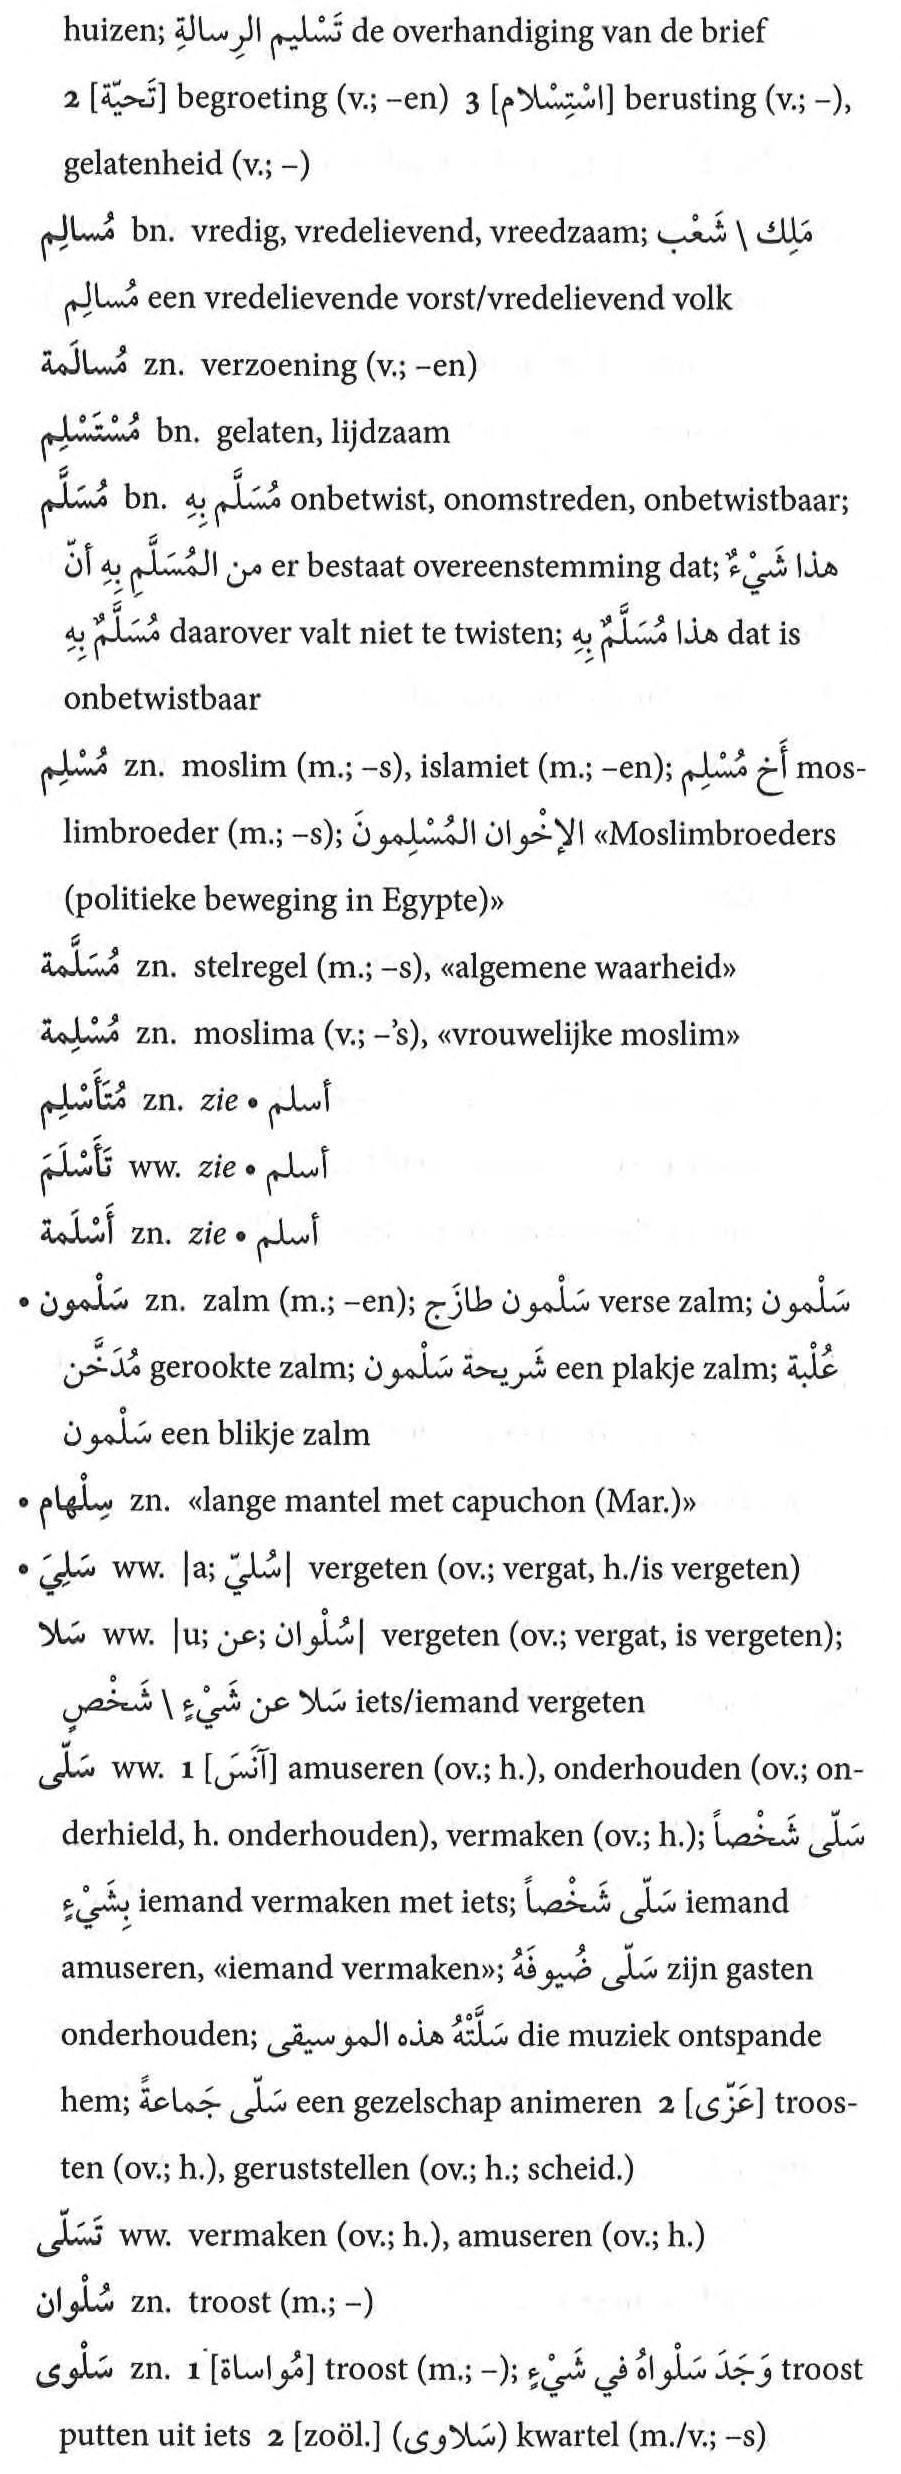 huizen; تَسْليم الرِسالةِ de overhandiging van de brief
2 [تَحيّة] begroeting (v.; –en) 3 [اسْتِسْلام] berusting (v.; –),
gelatenheid (v.; –)
مُسالِم bn. vredig, vredelievend, vreedzaam; مَلِك \ شَعْب
مُسالِم een vredelievende vorst/vredelievend volk
مُسالَمة zn. verzoening (v.; –en)
مُسْتَسْلِم bn. gelaten, lijdzaam
مُسَلَّم bn. مُسَلَّم بِهِ onbetwist, onomstreden, onbetwistbaar;
من المُسَلَّمِ بِهِ أنّ er bestaat overeenstemming dat; هذا شَيْءٌ
مُسَلَّمٌ بِهِ daarover valt niet te twisten; هذا مُسَلَّمٌ بِهِ dat is
onbetwistbaar
مُسْلِم zn. moslim (m.; –s), islamiet (m.; –en); أَخ مُسْلِم mos-
limbroeder (m.; –s); الإخْوان المُسْلِمونَ «Moslimbroeders
(politieke beweging in Egypte)»
مُسَلَّمة zn. stelregel (m.; –s), «algemene waarheid»
مُسْلِمة zn. moslima (v.; –’s), «vrouwelijke moslim»
مُتَأَسْلِم zn. zie • أسلم
تَأَسْلَمَ ww. zie • أسلم
أَسْلَمة zn. zie • أسلم
• سَلْمون zn. zalm (m.; –en); سَلْمون طازَج verse zalm; سَلْمون
مُدَخَّن gerookte zalm; شَريحة سَلْمون een plakje zalm; عُلْبة
سَلْمون een blikje zalm
• سِلْهام zn. «lange mantel met capuchon (Mar.)»
• سَلِيَ ww. |a; سُليّ| vergeten (ov.; vergat, h./is vergeten)
سَلا ww. |u; عن; سُلْوان| vergeten (ov.; vergat, is vergeten);
سَلا عن شَيْءٍ \ شَخْصٍ iets/iemand vergeten
سَلّى ww. 1 [آنَسَ] amuseren (ov.; h.), onderhouden (ov.; on-
derhield, h. onderhouden), vermaken (ov.; h.); سَلّى شَخْصاً
بِشَيْءٍ iemand vermaken met iets; سَلّى شَخْصاً iemand
amuseren, «iemand vermaken»; سَلّى ضُيوفَهُ zijn gasten
onderhouden; سَلَّتْهُ هذه الموسيقى die muziek ontspande
hem; سَلّى جَماعةً een gezelschap animeren 2 [عَزّى] troos-
ten (ov.; h.), geruststellen (ov.; h.; scheid.)
تَسَلّى ww. vermaken (ov.; h.), amuseren (ov.; h.)
سُلْوان zn. troost (m.; –)
سَلْوى zn. 1 [مُواساة] troost (m.; –); وَجَدَ سَلْواهُ في شَيْءٍ troost
putten uit iets 2 [zoöl.] (سَلاوى) kwartel (m./v.; –s)